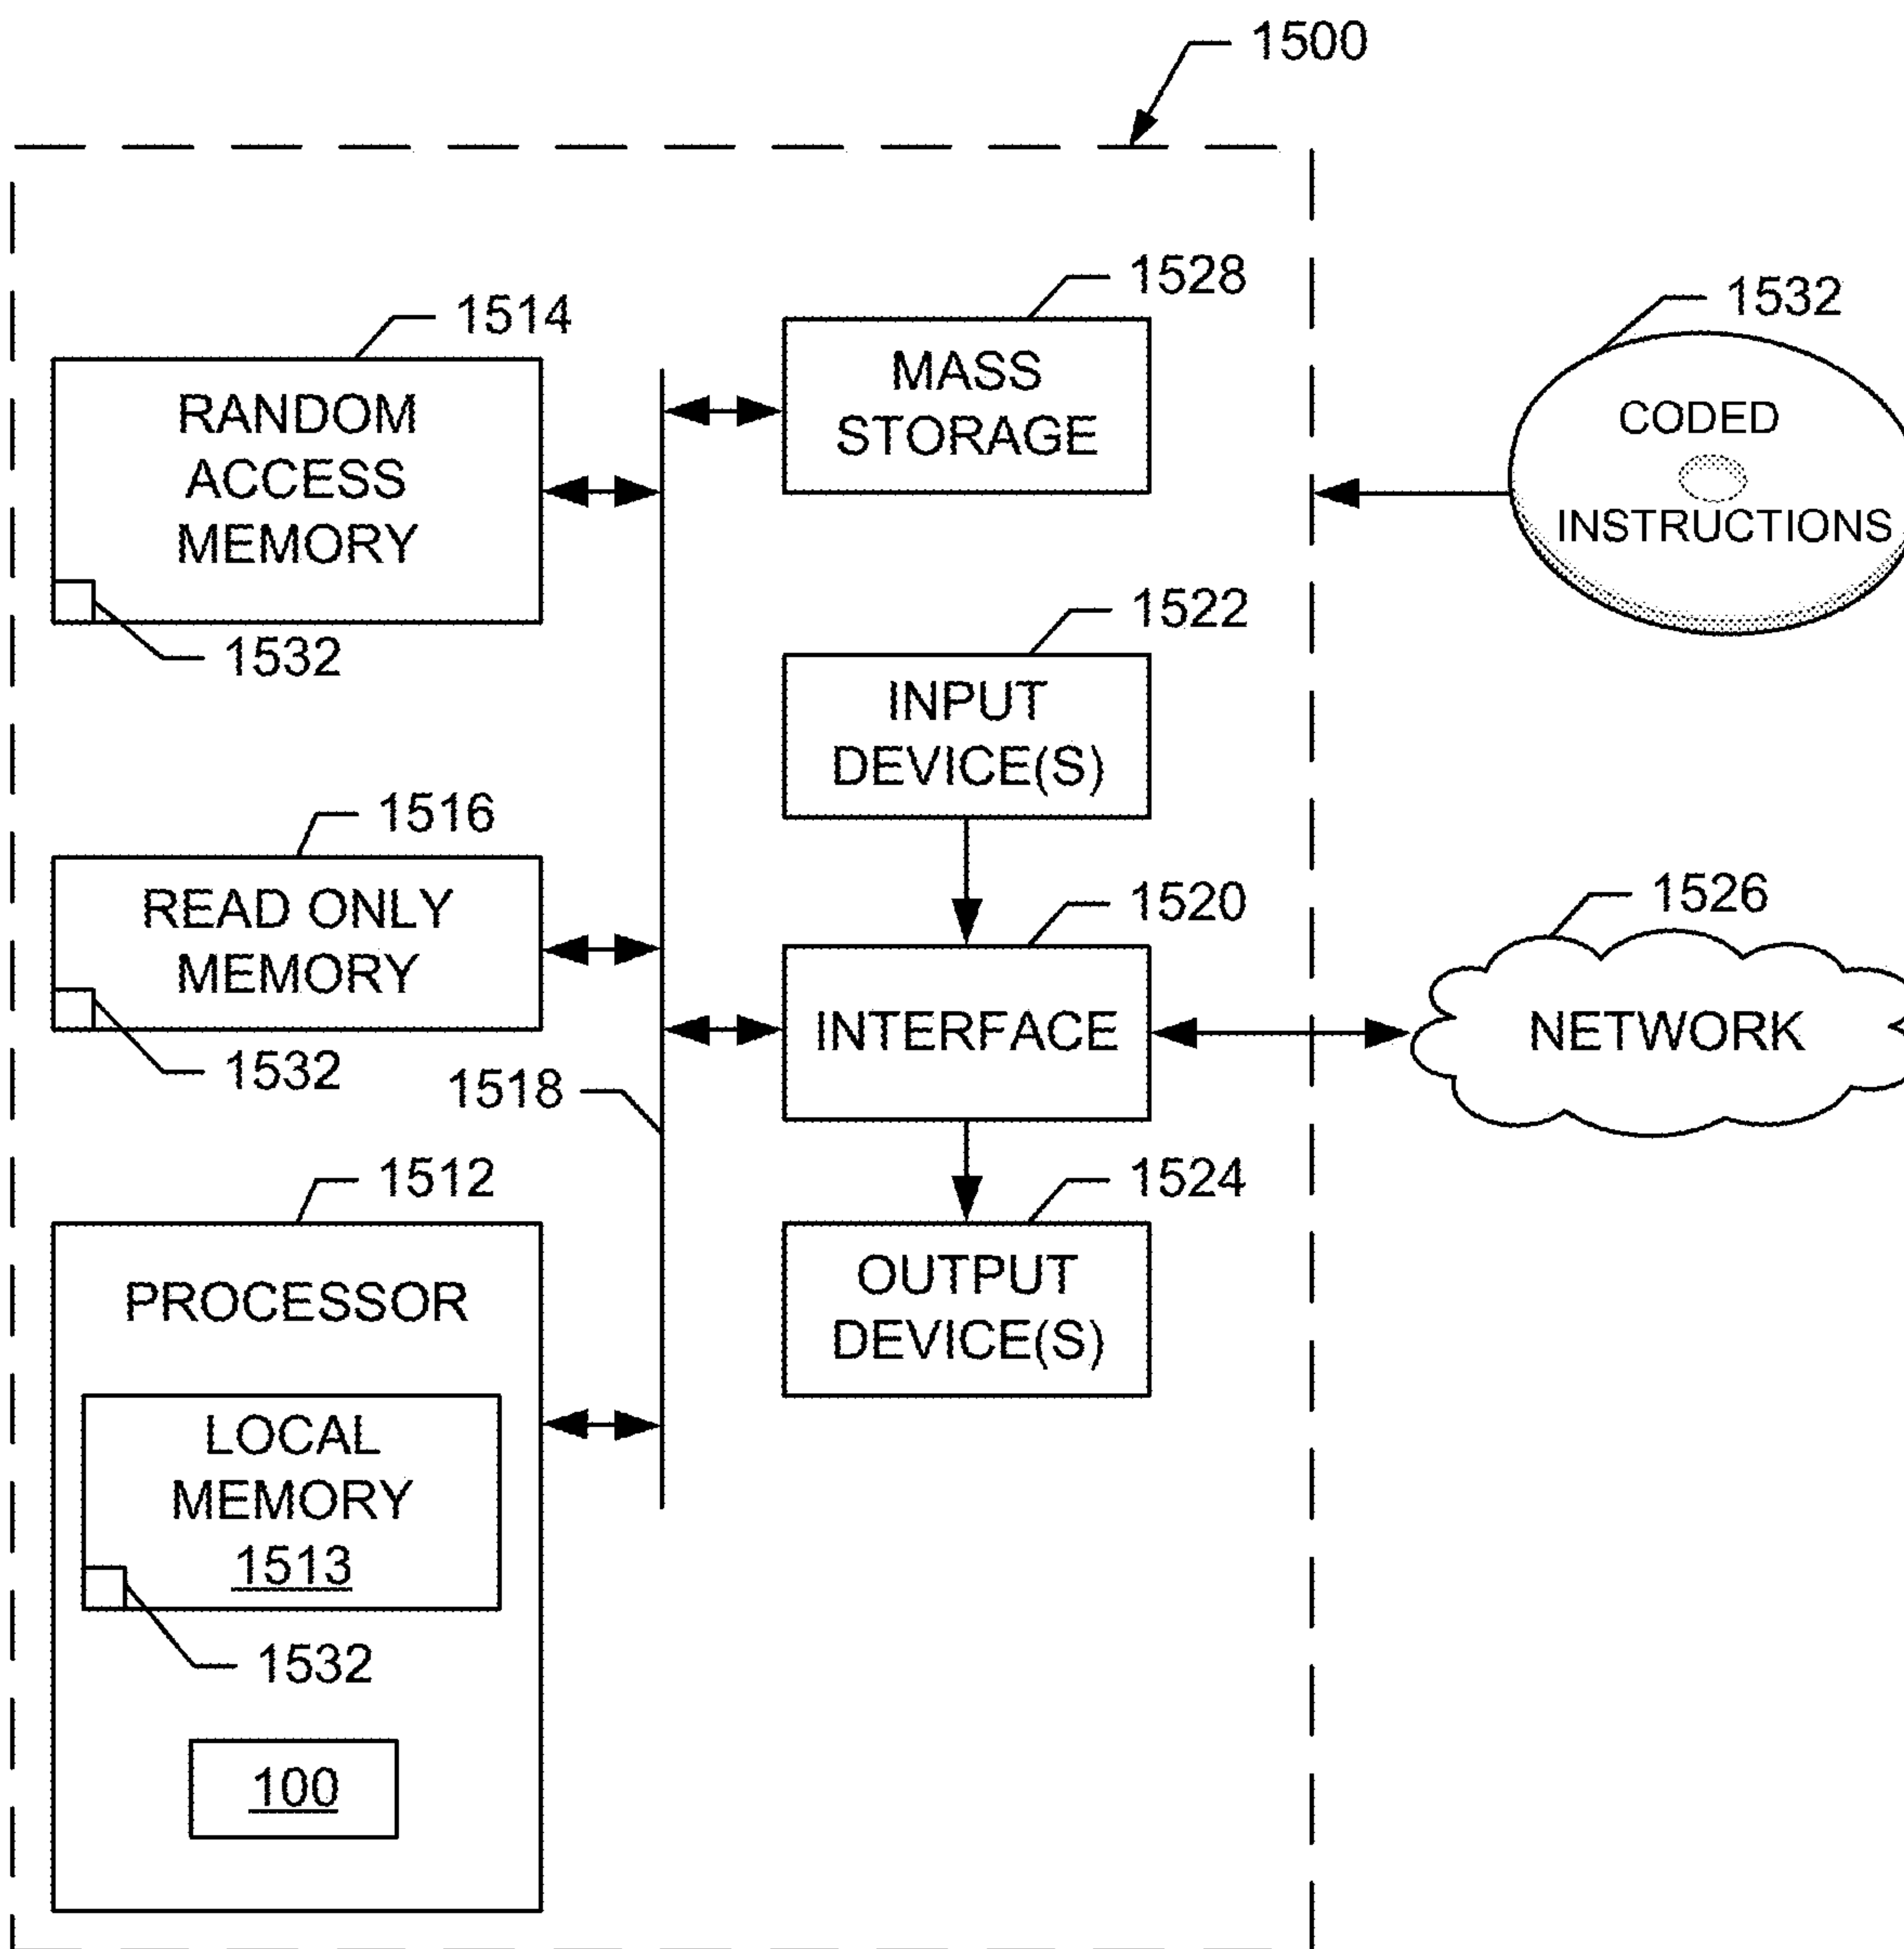 1500
1514
RANDOM
ACCESS
MEMORY
1532
1528
MASS
STORAGE
1532
CODED
INSTRUCTIONS
1522
INPUT
DEVICE(S)
1516
READ ONLY
MEMORY
1532
1518
1520
INTERFACE
1526
NETWORK
1512
PROCESSOR
LOCAL
MEMORY
1513
1532
100
1524
OUTPUT
DEVICE(S)